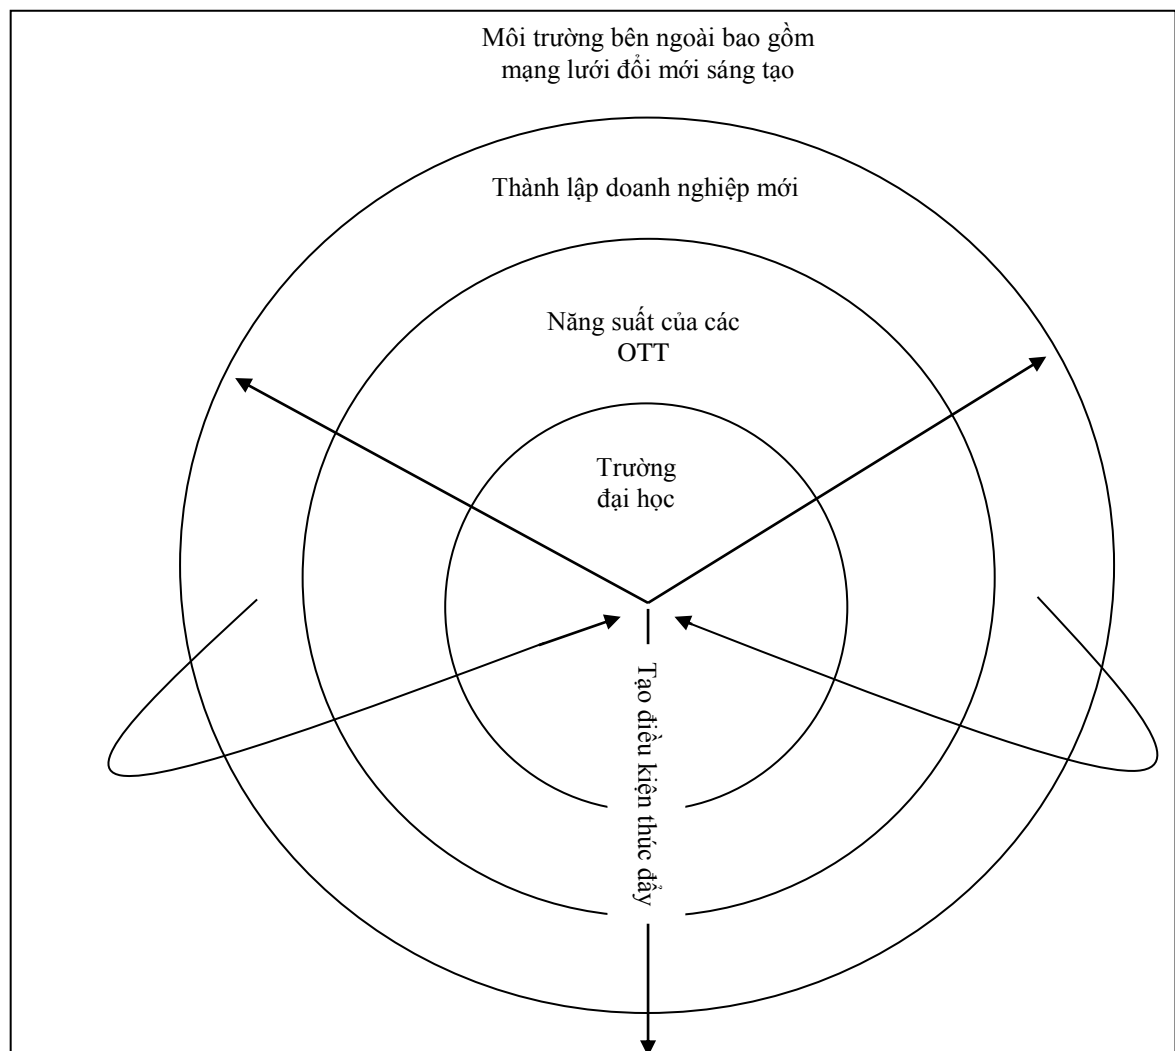 Môi trường bên ngoài bao gồm
mạng lưới đổi mới sáng tạo
Thành lập doanh nghiệp mới
Năng suất của các
OTT
Trường
đại học
Tạo điều kiện thúc đẩy